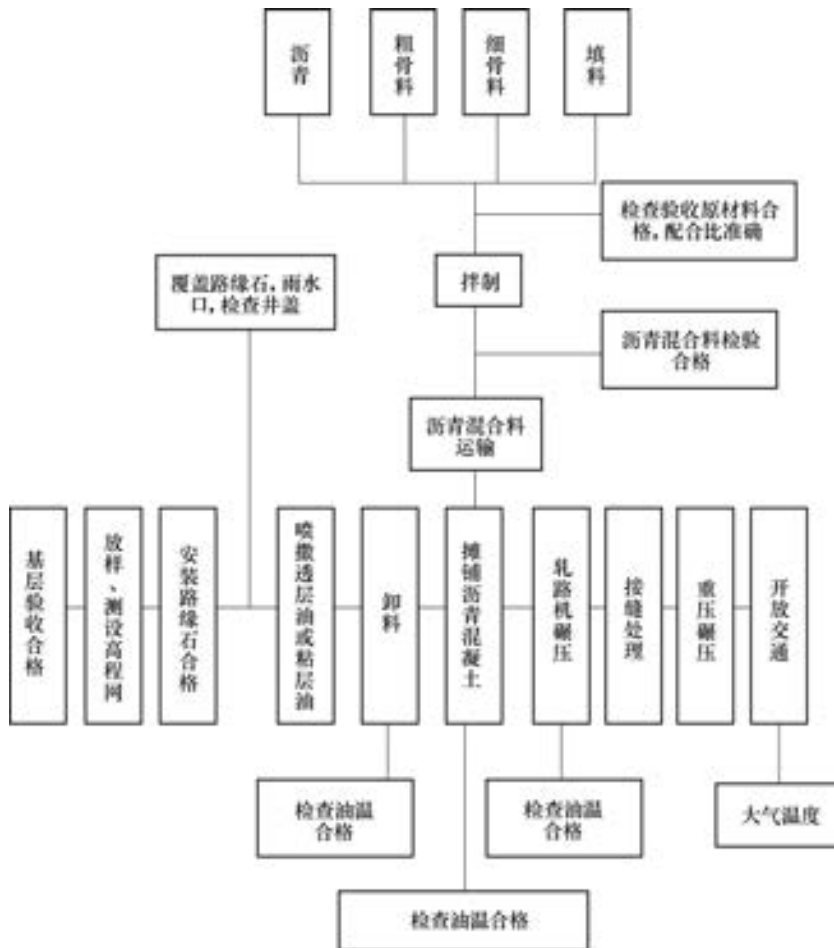 沥青
粗骨料
细骨料
填料
检查验收原材料合
格,配合比准确
拌制
覆盖路缘石,雨水
口,检查井盖
沥青混合料检验
合格
沥青混合料
运输
基层验收合格
放样、测设高程网
安装路缘石合格
喷撒透层油或粘层油
卸料
摊铺沥青混凝土
轧路机碾压
接缝处理
重压碾压
开放交通
检查油温
合格
检查油温
合格
大气温度
检查油温合格